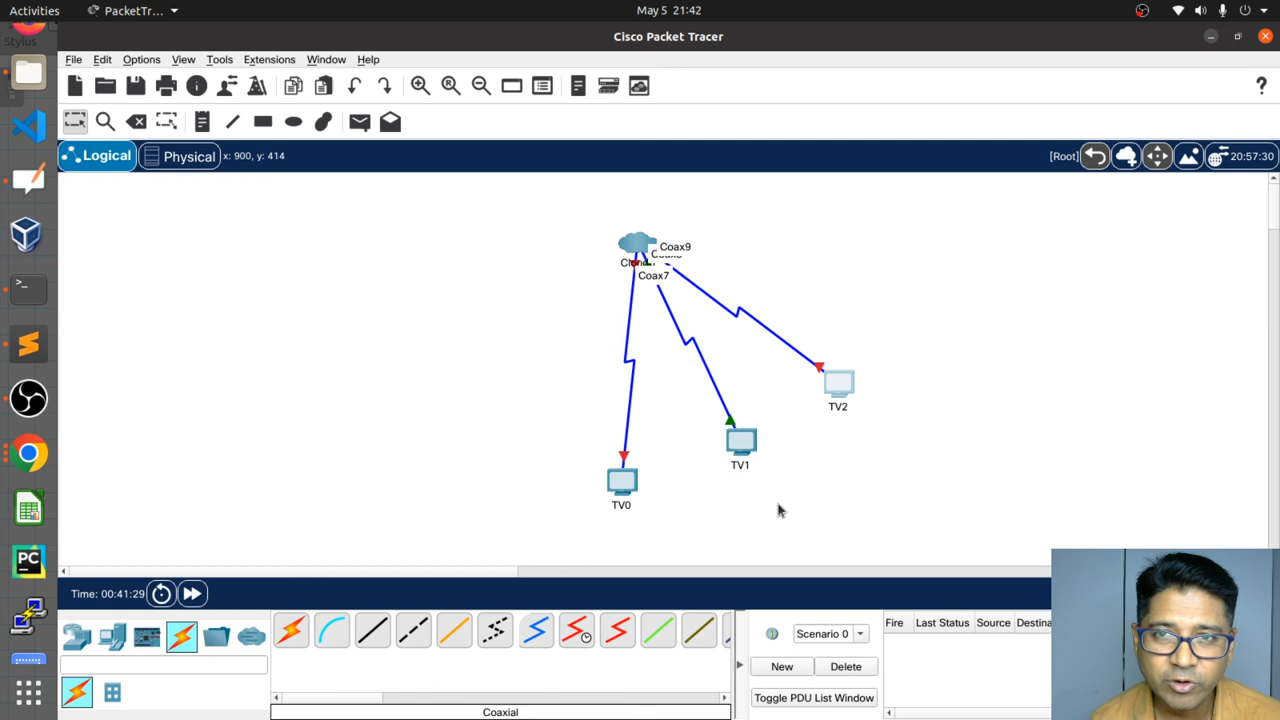 Activities
PacketTr...
May 5 21:42
Stylus
Cisco Packet Tracer
File Edit Options View Tools Extensions Window Help
Logical
Physical
x: 900, y: 414
[Root]
20:57:30
Coax9
Coax7
TV2
TV1
TV0
Time: 00:41:29
Scenario 0
Fire Last Status Source Destina
New
Delete
Toggle PDU List Window
Coaxial
PC